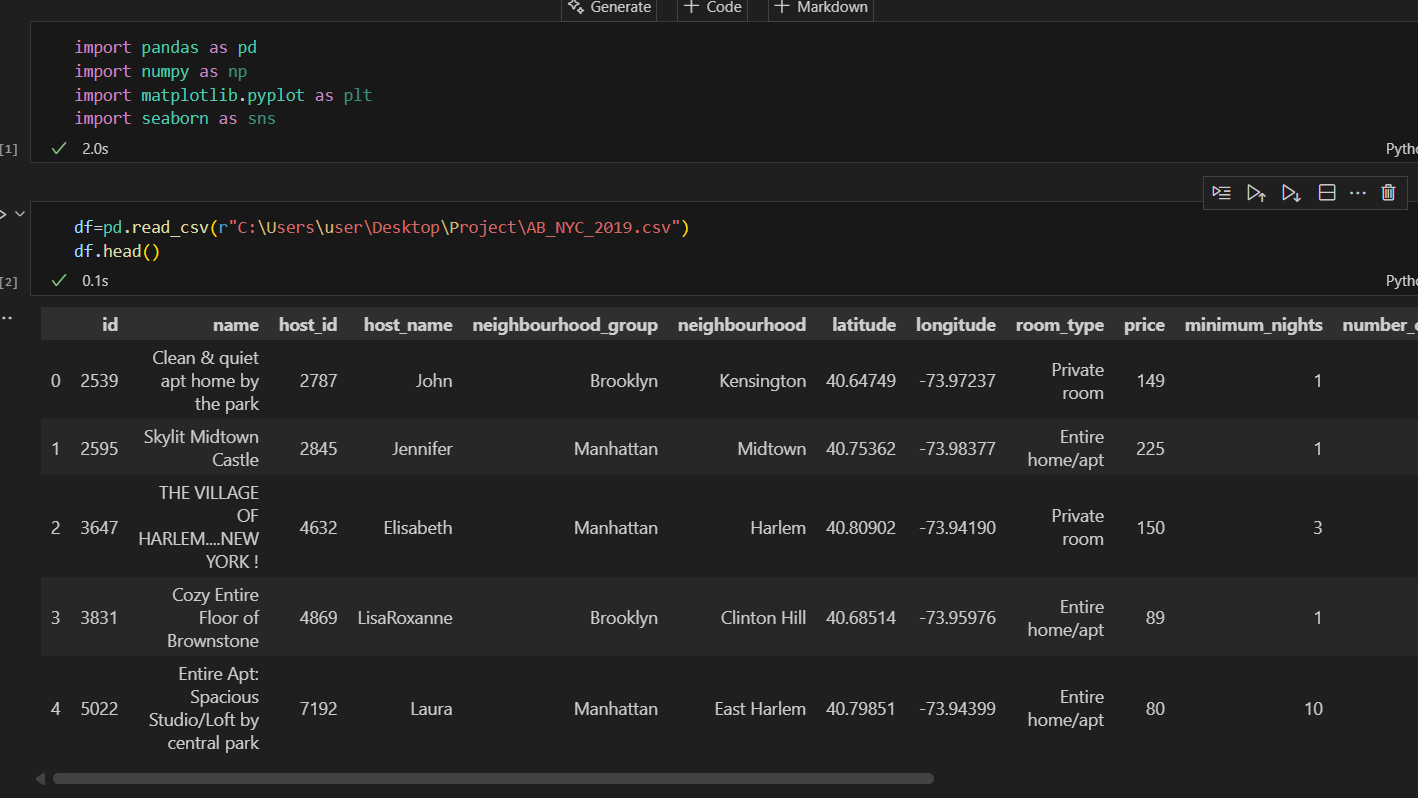 Generate + Code + Markdown
import pandas as pd
import numpy as np
import matplotlib.pyplot as plt
import seaborn as sns
[1] 2.0s
df=pd.read_csv(r"C:\Users\user\Desktop\Project\AB_NYC_2019.csv")
df.head()
[2] 0.1s
id name host_id host_name neighbourhood_group neighbourhood latitude longitude room_type price minimum_nights
0 2539 Clean & quiet apt home by the park 2787 John Brooklyn Kensington 40.64749 -73.97237 Private room 149 1
1 2595 Skylit Midtown Castle 2845 Jennifer Manhattan Midtown 40.75362 -73.98377 Entire home/apt 225 1
2 3647 THE VILLAGE OF HARLEM....NEW YORK ! 4632 Elisabeth Manhattan Harlem 40.80902 -73.94190 Private room 150 3
3 3831 Cozy Entire Floor of Brownstone 4869 LisaRoxanne Brooklyn Clinton Hill 40.68514 -73.95976 Entire home/apt 89 1
4 5022 Entire Apt: Spacious Studio/Loft by central park 7192 Laura Manhattan East Harlem 40.79851 -73.94399 Entire home/apt 80 10